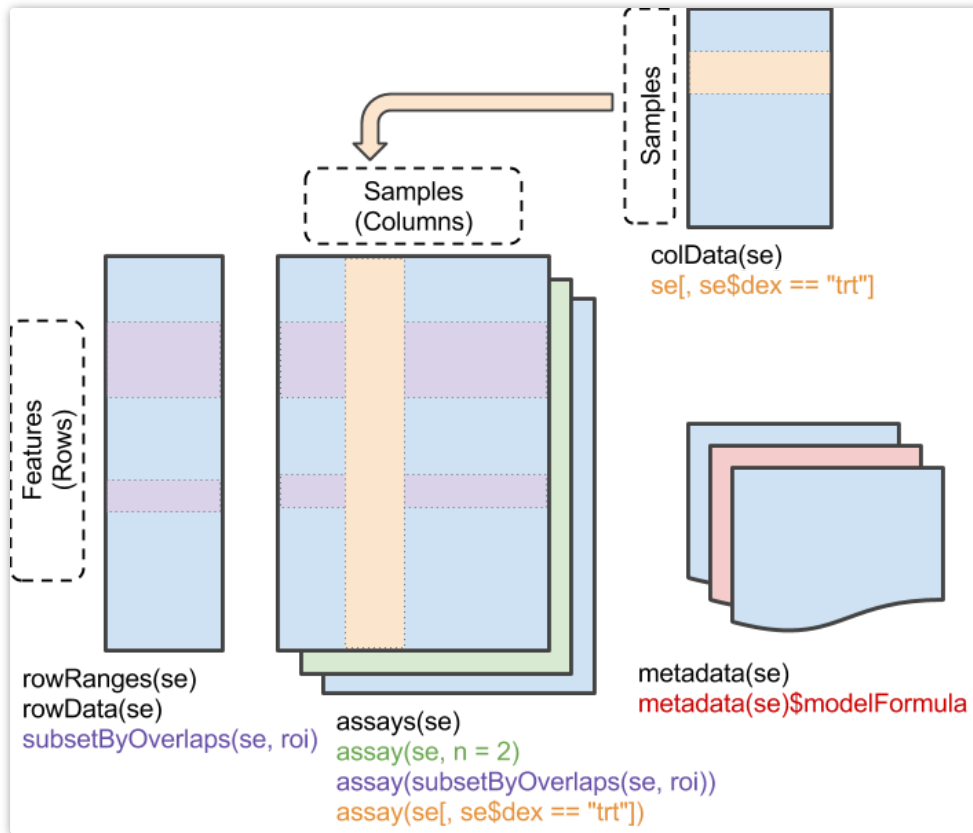 Samples
Samples
(Columns)
colData(se)
se[, se$dex == "trt"]
Features
(Rows)
rowRanges(se)
rowData(se)
subsetByOverlaps(se, roi)
assays(se)
assay(se, n = 2)
assay(subsetByOverlaps(se, roi))
assay(se[, se$dex == "trt"])
metadata(se)
metadata(se)$modelFormula